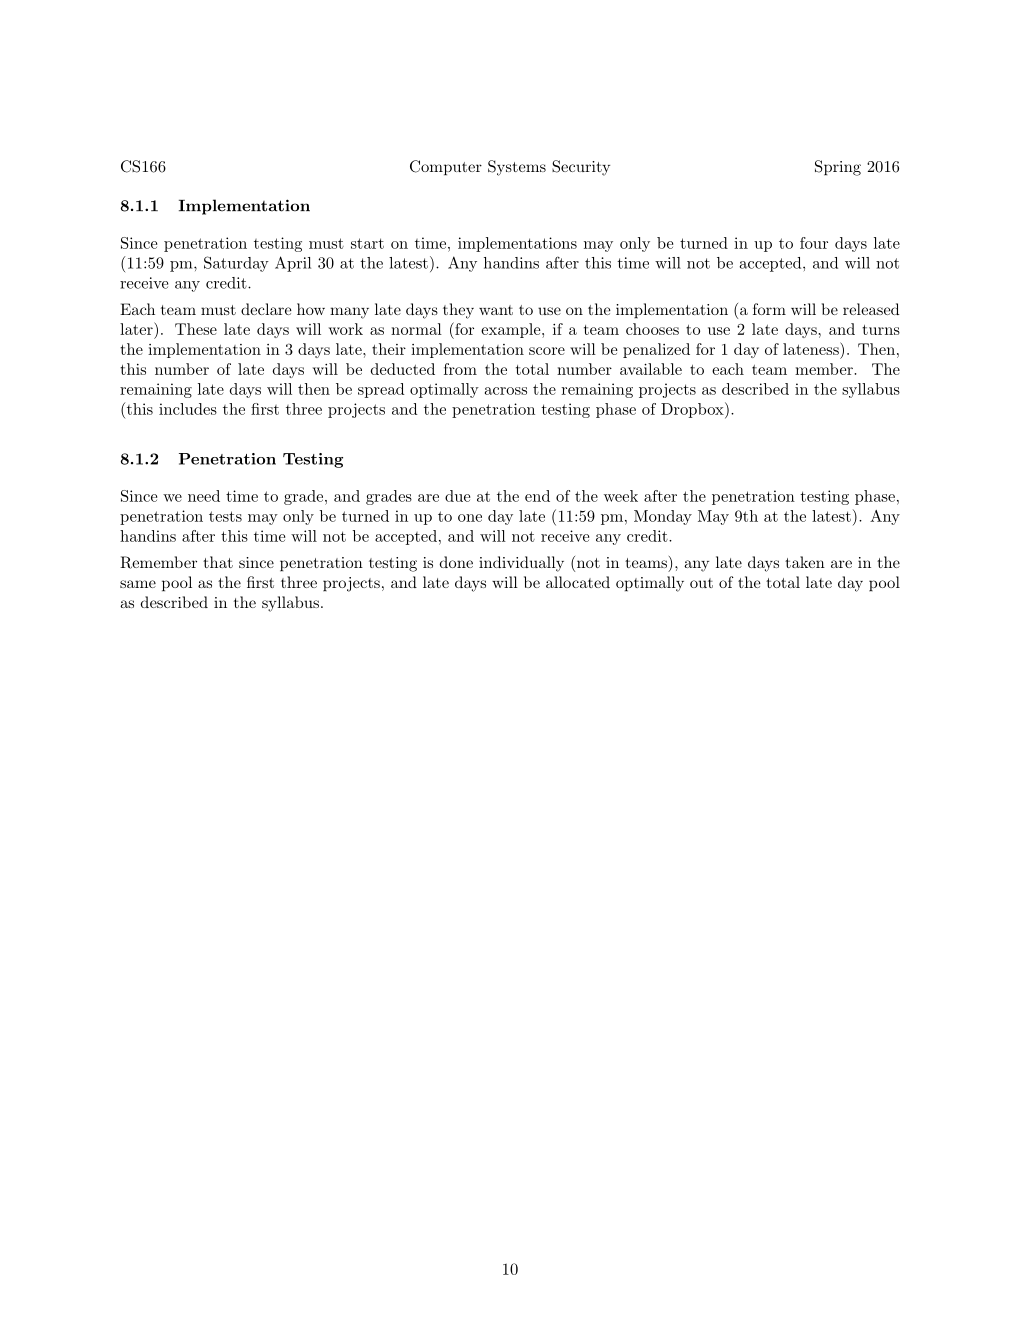 CS166 Computer Systems Security Spring 2016
8.1.1 Implementation
Since penetration testing must start on time, implementations may only be turned in up to four days late
(11:59 pm, Saturday April 30 at the latest). Any handins after this time will not be accepted, and will not
receive any credit.
Each team must declare how many late days they want to use on the implementation (a form will be released
later). These late days will work as normal (for example, if a team chooses to use 2 late days, and turns
the implementation in 3 days late, their implementation score will be penalized for 1 day of lateness). Then,
this number of late days will be deducted from the total number available to each team member. The
remaining late days will then be spread optimally across the remaining projects as described in the syllabus
(this includes the first three projects and the penetration testing phase of Dropbox).
8.1.2 Penetration Testing
Since we need time to grade, and grades are due at the end of the week after the penetration testing phase,
penetration tests may only be turned in up to one day late (11:59 pm, Monday May 9th at the latest). Any
handins after this time will not be accepted, and will not receive any credit.
Remember that since penetration testing is done individually (not in teams), any late days taken are in the
same pool as the first three projects, and late days will be allocated optimally out of the total late day pool
as described in the syllabus.
10